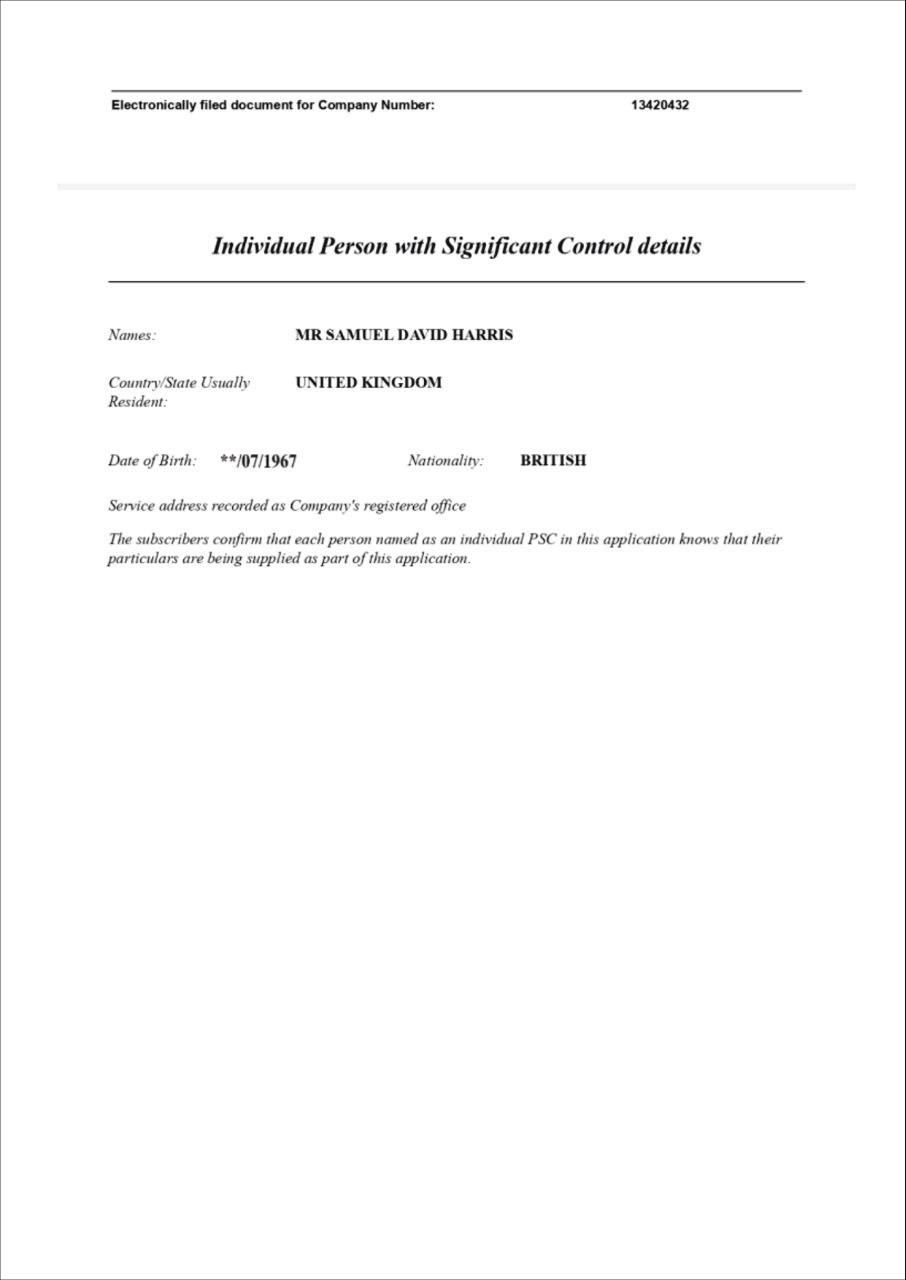 Electronically filed document for Company Number: 13420432
Individual Person with Significant Control details
Names: MR SAMUEL DAVID HARRIS
Country/State Usually UNITED KINGDOM
Resident:
Date of Birth: **/07/1967 Nationality: BRITISH
Service address recorded as Company's registered office
The subscribers confirm that each person named as an individual PSC in this application knows that their
particulars are being supplied as part of this application.